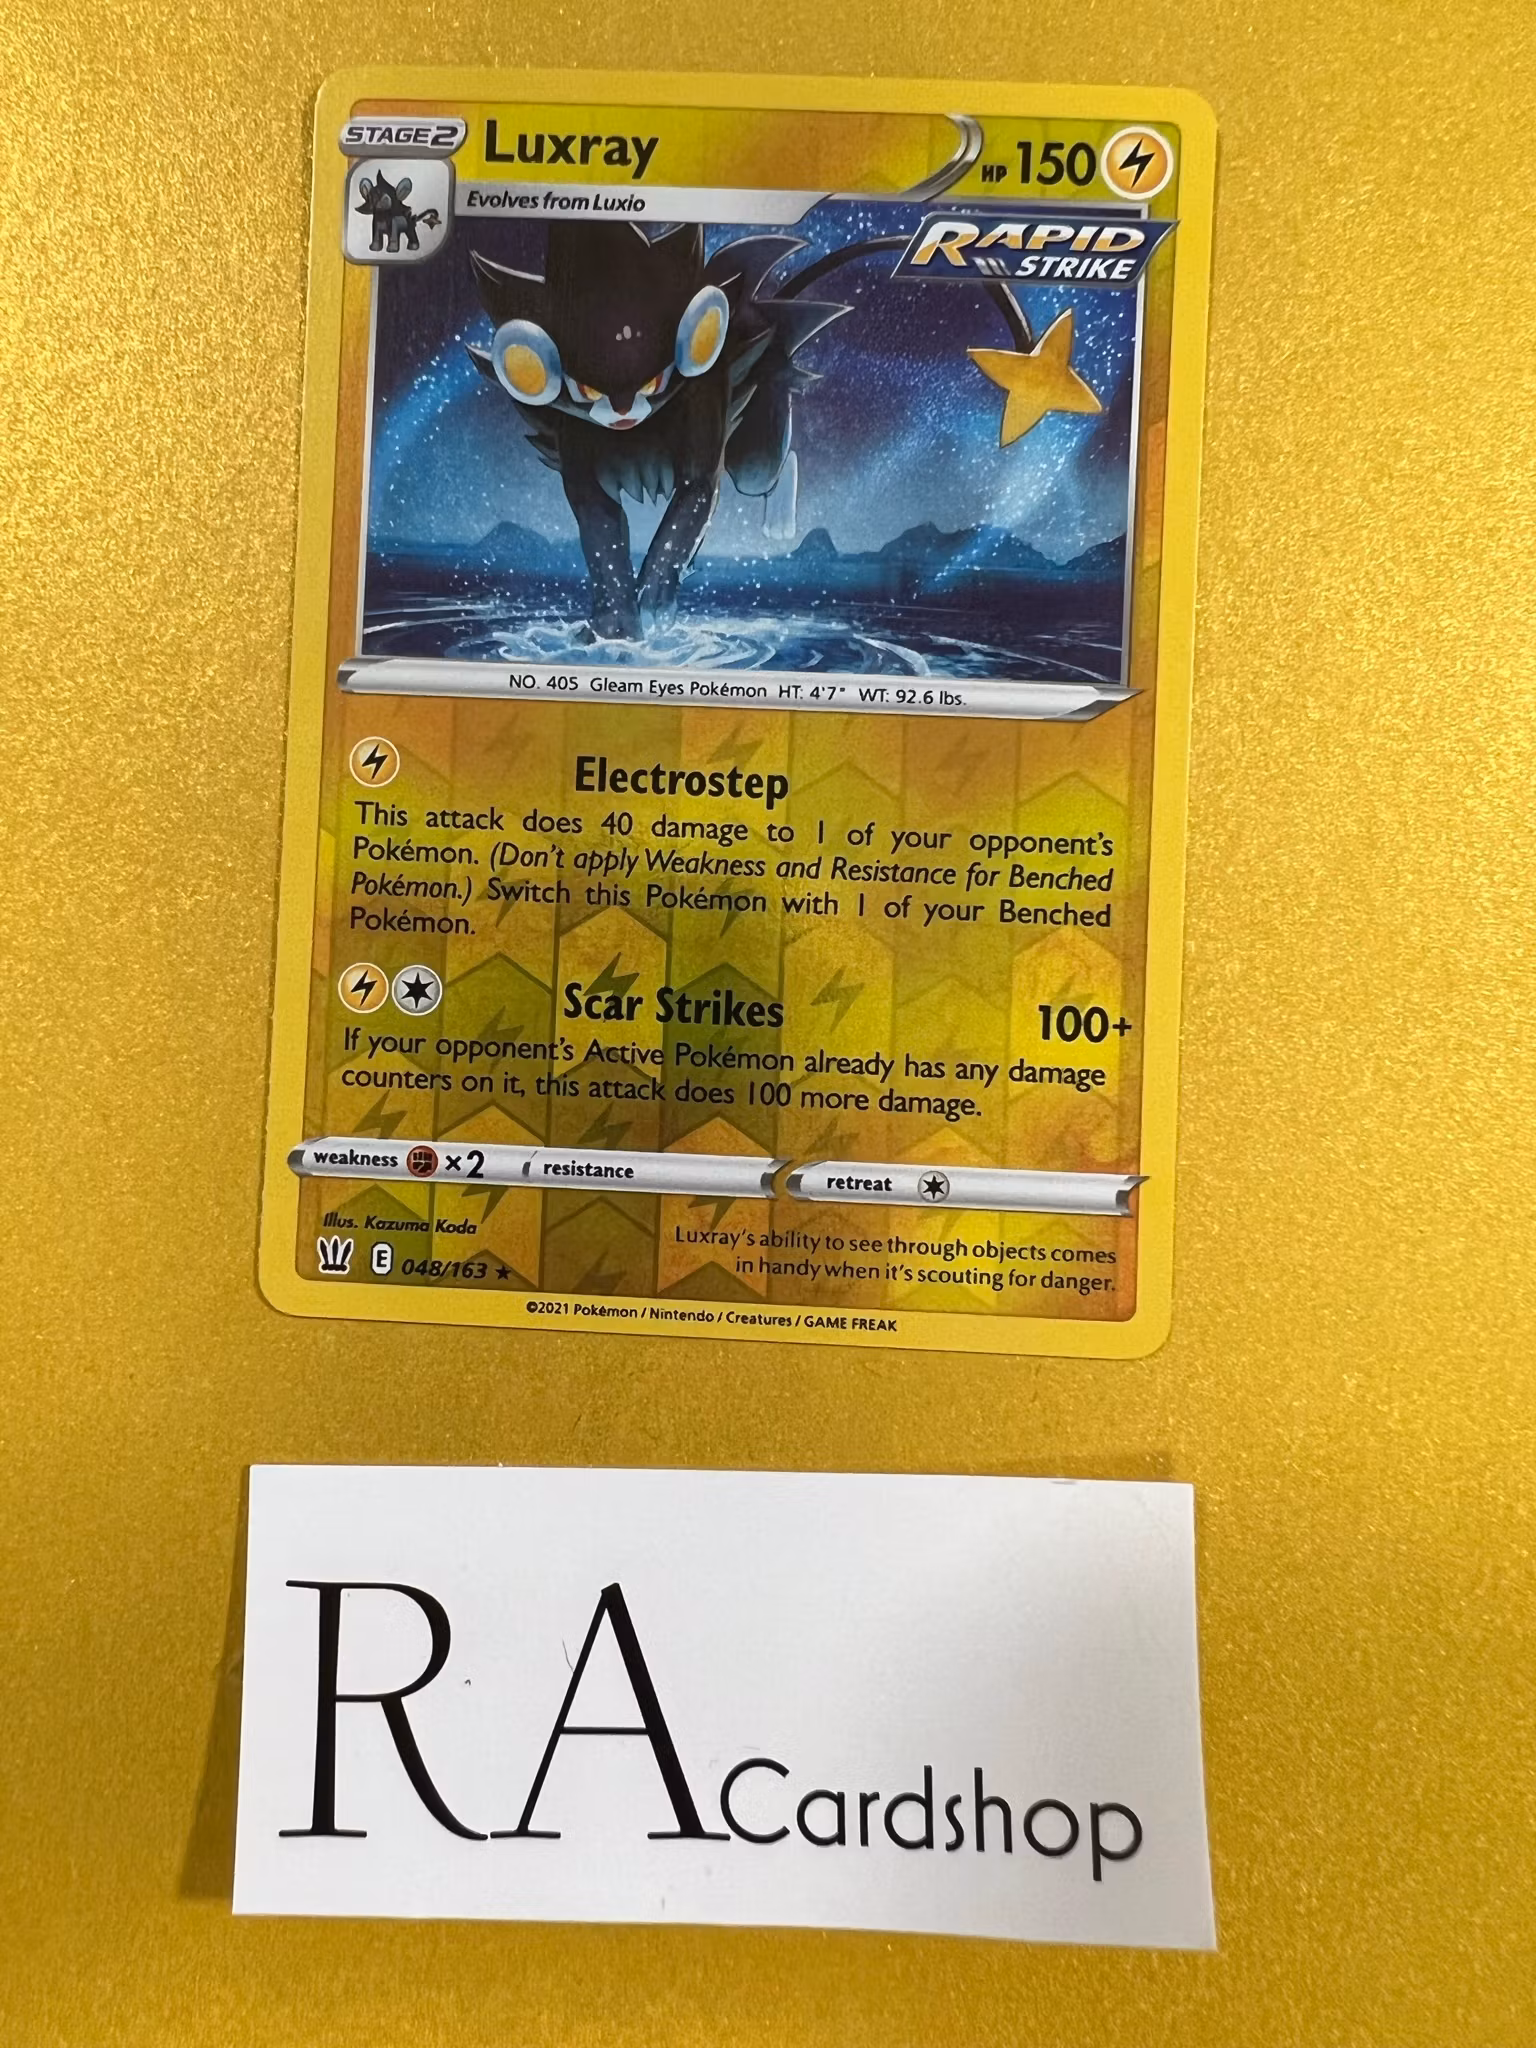 STAGE 2
Luxray
HP 150
Evolves from Luxio
RAPID
STRIKE
NO. 405 Gleam Eyes Pokémon HT: 4'7" WT: 92.6 lbs.
Electrostep
This attack does 40 damage to 1 of your opponent's
Pokémon. (Don't apply Weakness and Resistance for Benched
Pokémon.) Switch this Pokémon with 1 of your Benched
Pokémon.
Scar Strikes 100+
If your opponent's Active Pokémon already has any damage
counters on it, this attack does 100 more damage.
weakness ×2 resistance retreat
Illus. Kazuma Koda
E 048/163 ★
Luxray's ability to see through objects comes
in handy when it's scouting for danger.
©2021 Pokémon / Nintendo / Creatures / GAME FREAK
RACardshop